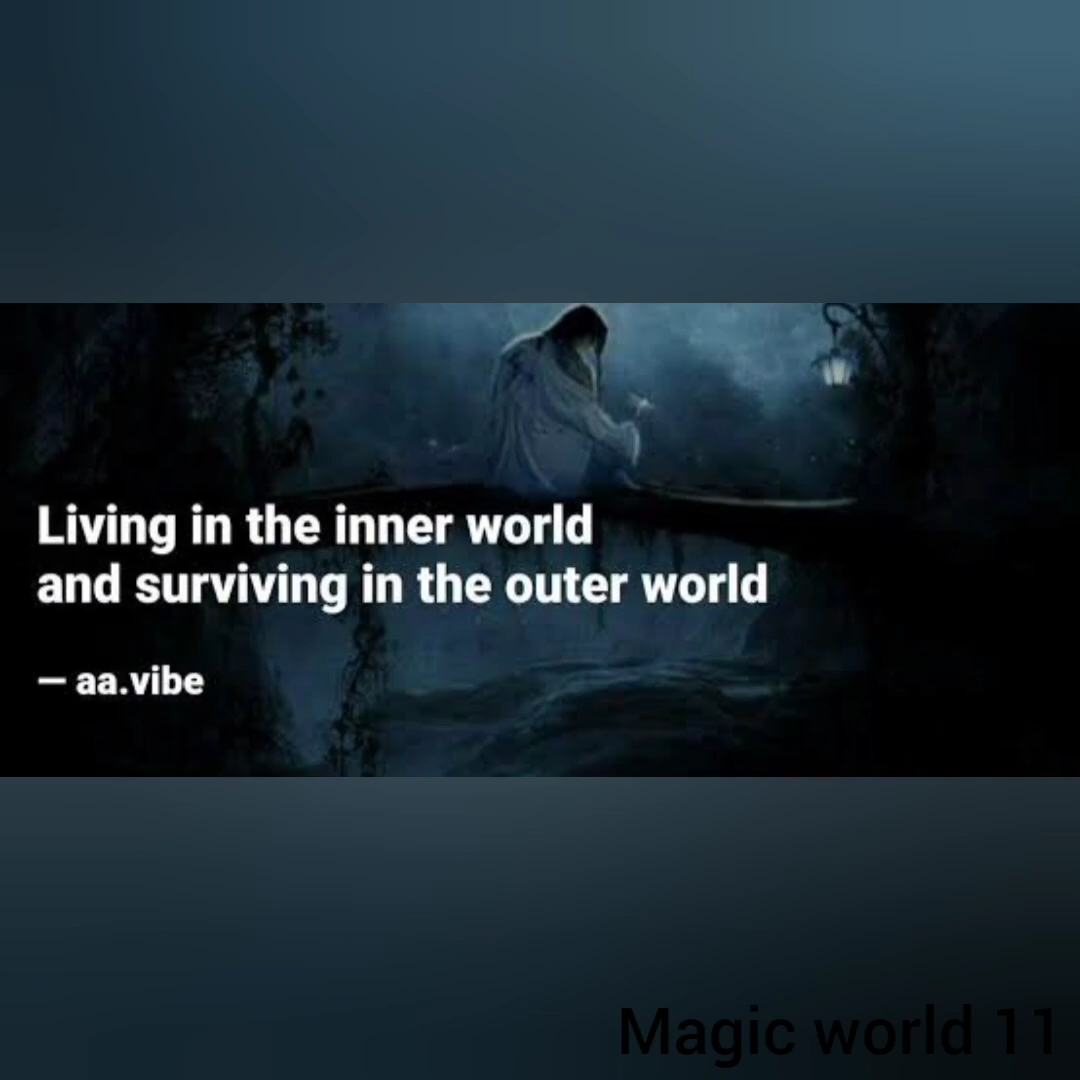 Living in the inner world
and surviving in the outer world
— aa.vibe
Magic world 11